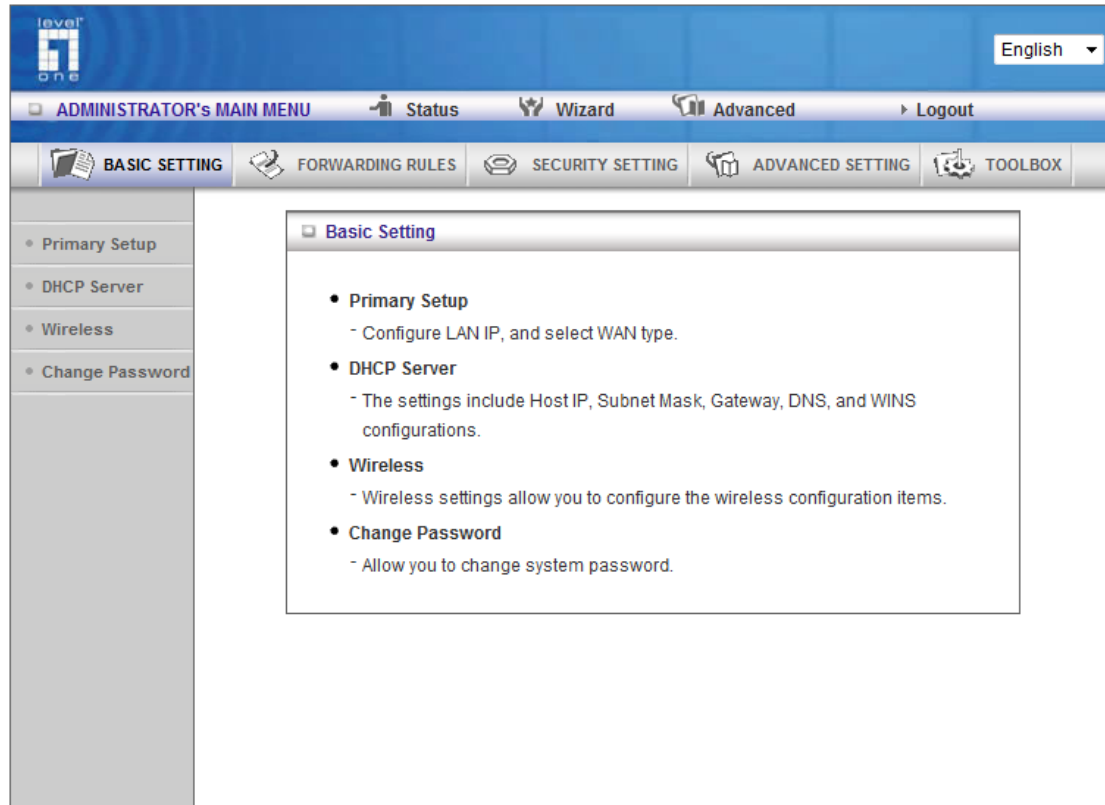 level
one
English
ADMINISTRATOR's MAIN MENU Status Wizard Advanced Logout
BASIC SETTING FORWARDING RULES SECURITY SETTING ADVANCED SETTING TOOLBOX
Primary Setup
DHCP Server
Wireless
Change Password
Basic Setting
• Primary Setup
- Configure LAN IP, and select WAN type.
• DHCP Server
- The settings include Host IP, Subnet Mask, Gateway, DNS, and WINS
configurations.
• Wireless
- Wireless settings allow you to configure the wireless configuration items.
• Change Password
- Allow you to change system password.